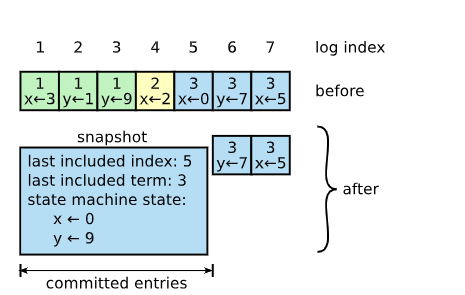 1 2 3 4 5 6 7 log index
1 1 1 2 3 3 3
x←3 y←1 y←9 x←2 x←0 y←7 x←5 before
snapshot
3 3
y←7 x←5
last included index: 5
last included term: 3
state machine state:
x ← 0
y ← 9
after
committed entries